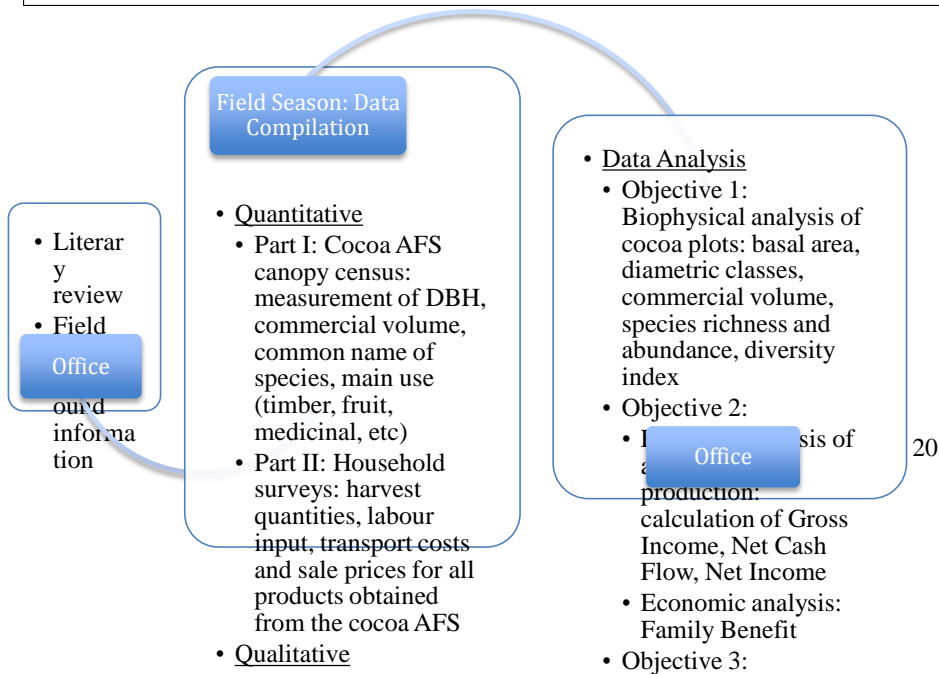 • Literar
y
review
• Field
Office
ound
informa
tion
Field Season: Data
Compilation
• Quantitative
• Part I: Cocoa AFS
canopy census:
measurement of DBH,
commercial volume,
common name of
species, main use
(timber, fruit,
medicinal, etc)
• Part II: Household
surveys: harvest
quantities, labour
input, transport costs
and sale prices for all
products obtained
from the cocoa AFS
• Qualitative
• Data Analysis
• Objective 1:
Biophysical analysis of
cocoa plots: basal area,
diametric classes,
commercial volume,
species richness and
abundance, diversity
index
• Objective 2:
• sis of
Office
production:
calculation of Gross
Income, Net Cash
Flow, Net Income
• Economic analysis:
Family Benefit
• Objective 3:
20